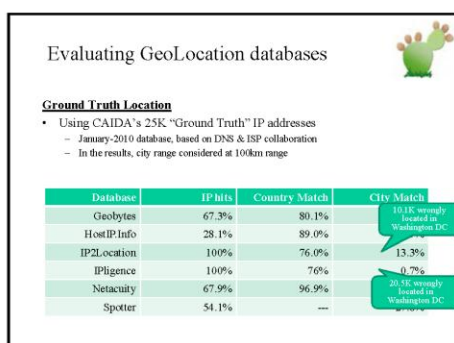 Evaluating GeoLocation databases
Ground Truth Location
• Using CAIDA's 25K “Ground Truth” IP addresses
– January-2010 database, based on DNS & ISP collaboration
– In the results, city range considered at 100km range
Database IP hits Country Match City Match
Geobytes 67.3% 80.1%
HostIP.Info 28.1% 89.0%
IP2Location 100% 76.0% 13.3%
IPligence 100% 76% 0.7%
Netacuity 67.9% 96.9%
Spotter 54.1% ---
10.1K wrongly
located in
Washington DC
20.5K wrongly
located in
Washington DC